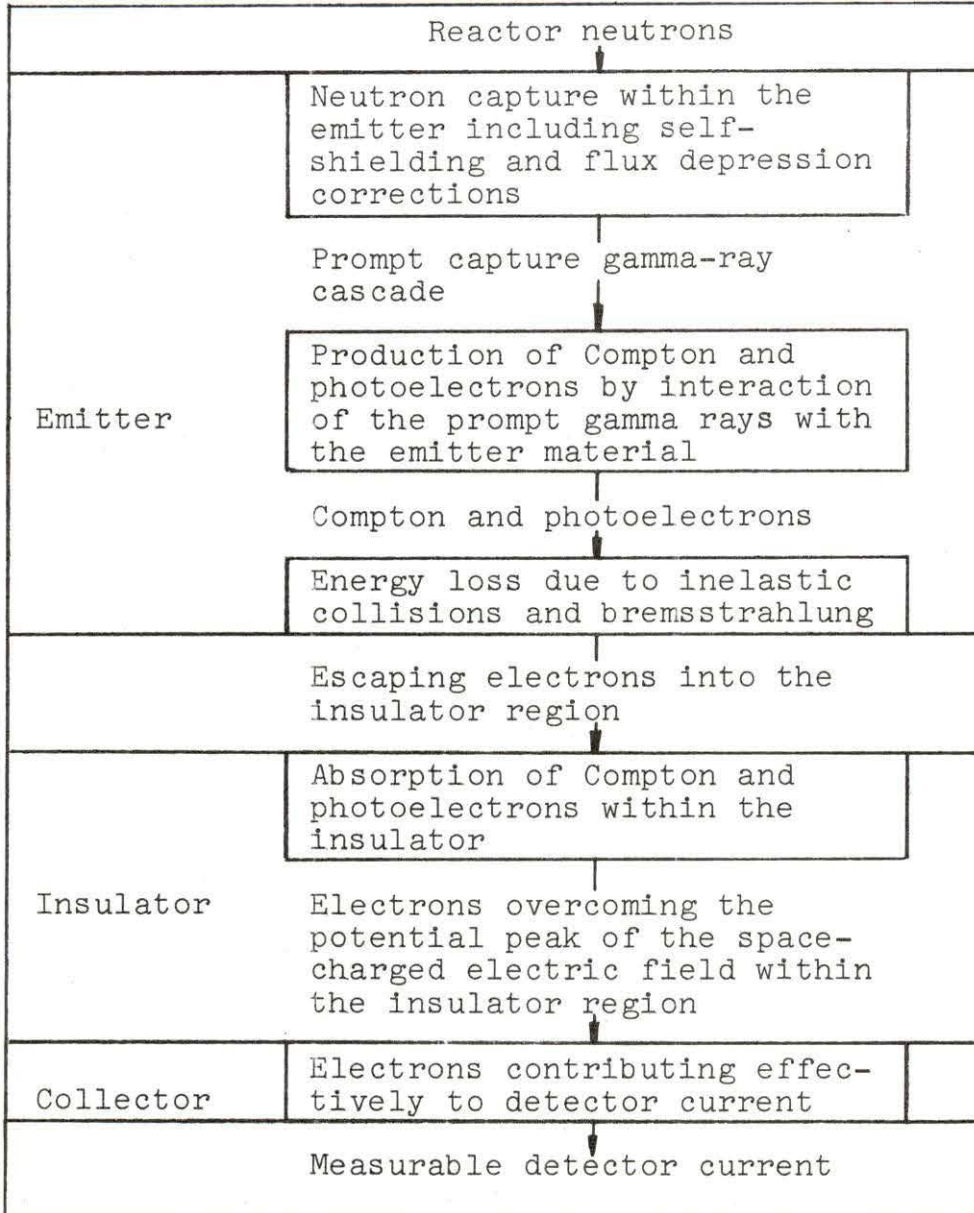 Reactor neutrons
Neutron capture within the
emitter including self-
shielding and flux depression
corrections
Prompt capture gamma-ray
cascade
Production of Compton and
photoelectrons by interaction
of the prompt gamma rays with
the emitter material
Emitter
Compton and photoelectrons
Energy loss due to inelastic
collisions and bremsstrahlung
Escaping electrons into the
insulator region
Absorption of Compton and
photoelectrons within the
insulator
Insulator
Electrons overcoming the
potential peak of the space-
charged electric field within
the insulator region
Collector
Electrons contributing effec-
tively to detector current
Measurable detector current